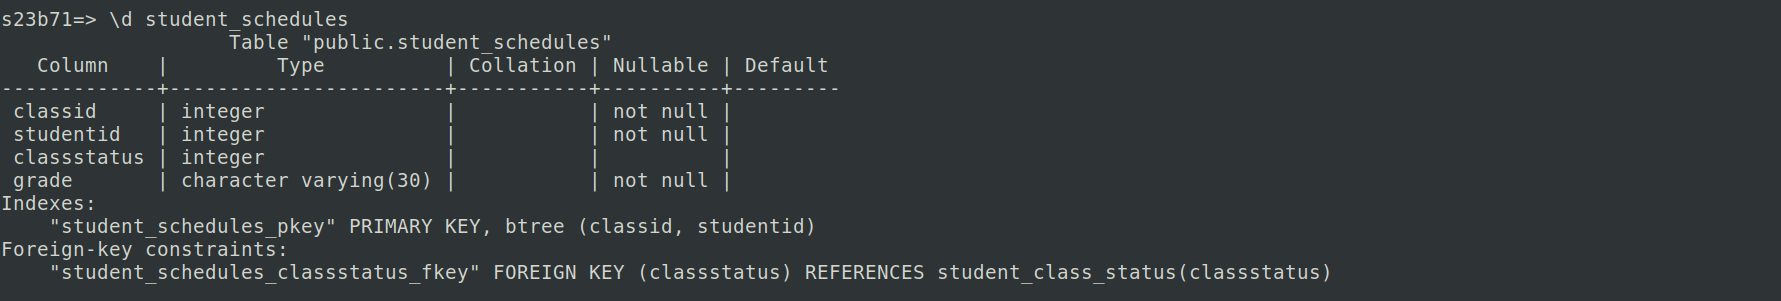 s23b71=> \d student_schedules
                   Table "public.student_schedules"
   Column    |         Type          | Collation | Nullable | Default
-------------+-----------------------+-----------+----------+---------
 classid     | integer               |           | not null |
 studentid   | integer               |           | not null |
 classstatus | integer               |           |          |
 grade       | character varying(30) |           | not null |
Indexes:
    "student_schedules_pkey" PRIMARY KEY, btree (classid, studentid)
Foreign-key constraints:
    "student_schedules_classstatus_fkey" FOREIGN KEY (classstatus) REFERENCES student_class_status(classstatus)